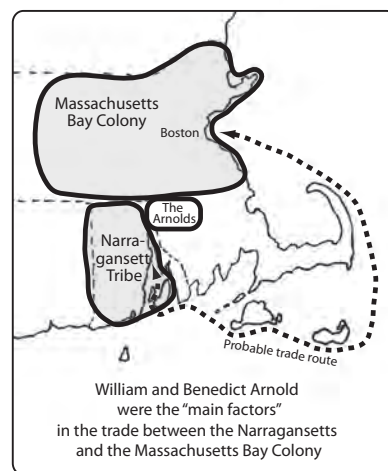 Massachusetts
Bay Colony
Boston
The
Arnolds
Narra-
gansett
Tribe
Probable trade route
William and Benedict Arnold
were the “main factors”
in the trade between the Narragansetts
and the Massachusetts Bay Colony